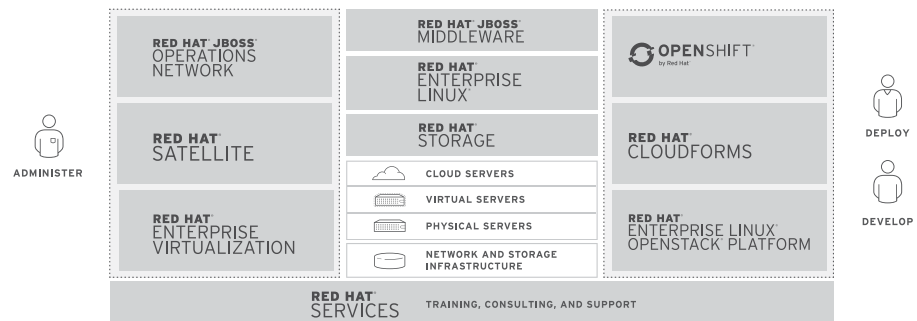 ADMINISTER
RED HAT® JBOSS®
OPERATIONS
NETWORK
RED HAT®
SATELLITE
RED HAT®
ENTERPRISE
VIRTUALIZATION
RED HAT® JBOSS®
MIDDLEWARE
RED HAT®
ENTERPRISE
LINUX®
RED HAT®
STORAGE
CLOUD SERVERS
VIRTUAL SERVERS
PHYSICAL SERVERS
NETWORK AND STORAGE
INFRASTRUCTURE
OPENSHIFT®
by Red Hat®
RED HAT®
CLOUDFORMS
RED HAT®
ENTERPRISE LINUX®
OPENSTACK® PLATFORM
DEPLOY
DEVELOP
RED HAT®
SERVICES
TRAINING, CONSULTING, AND SUPPORT